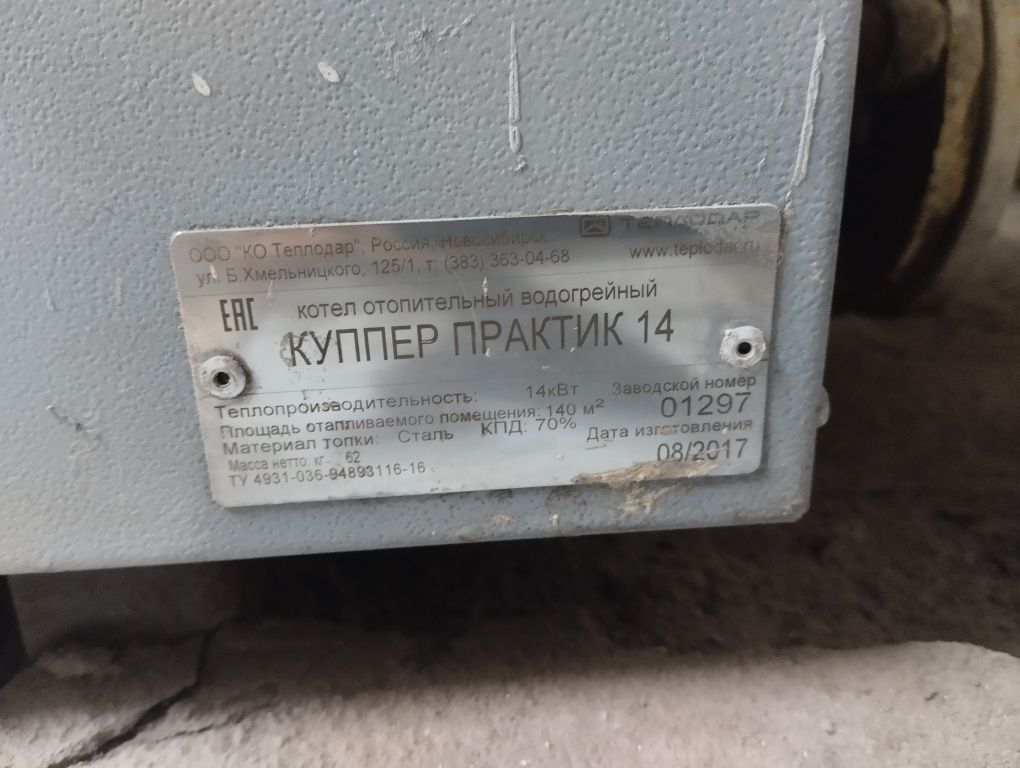 ООО "КО Теплодар", Россия, Новосибирск
ул. Б.Хмельницкого, 125/1, т: (383) 363-04-68
ТЕПЛОДАР
www.teplodar.ru
EAC
котел отопительный водогрейный
КУППЕР ПРАКТИК 14
Теплопроизводительность: 14кВт
Площадь отапливаемого помещения: 140 м²
Материал топки: Сталь КПД: 70%
Масса нетто: кг 62
ТУ 4931-036-94893116-16
Заводской номер
01297
Дата изготовления
08/2017